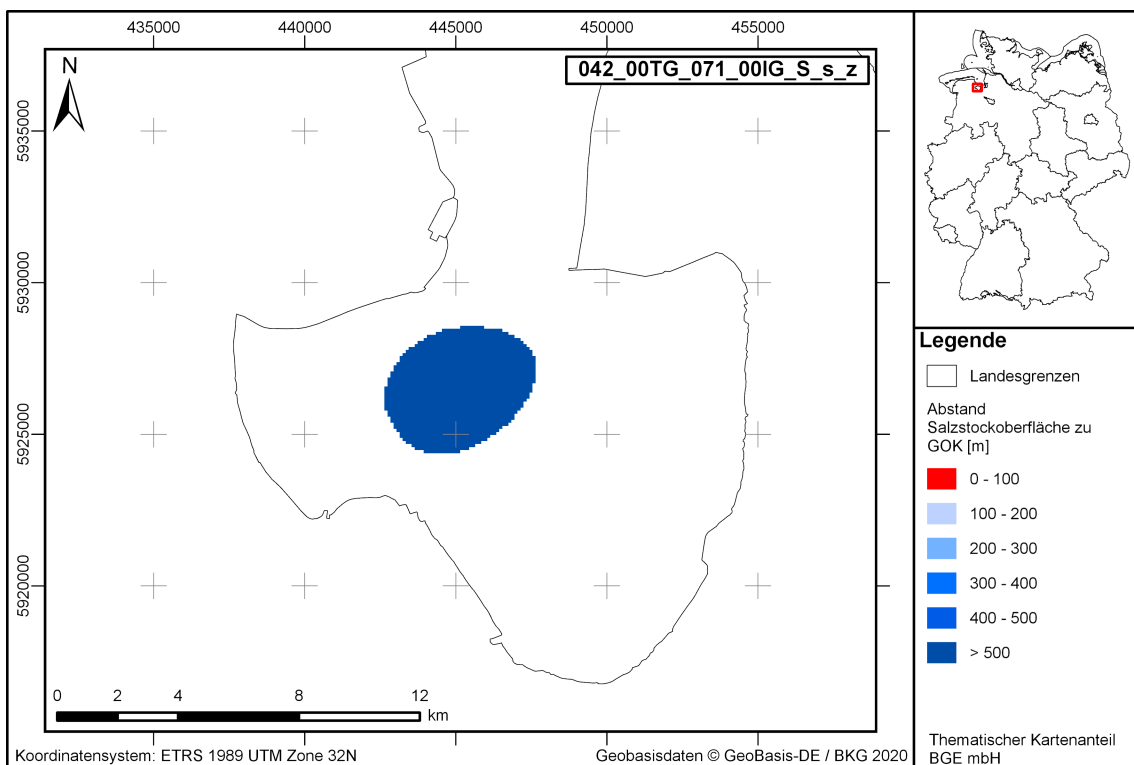 435000 440000 445000 450000 455000
042_00TG_071_00IG_S_s_z
N
5935000
5930000
5925000
5920000
0 2 4 8 12
km
Koordinatensystem: ETRS 1989 UTM Zone 32N
Geobasisdaten © GeoBasis-DE / BKG 2020
Legende
Landesgrenzen
Abstand
Salzstockoberfläche zu
GOK [m]
0 - 100
100 - 200
200 - 300
300 - 400
400 - 500
> 500
Thematischer Kartenanteil
BGE mbH